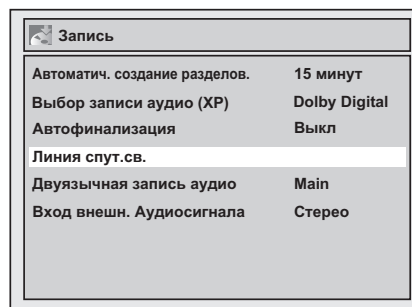 Запись
Автоматич. создание разделов. 15 минут
Выбор записи аудио (XP) Dolby Digital
Автофинализация Выкл
Линия спут.св.
Двуязычная запись аудио Main
Вход внешн. Аудиосигнала Стерео